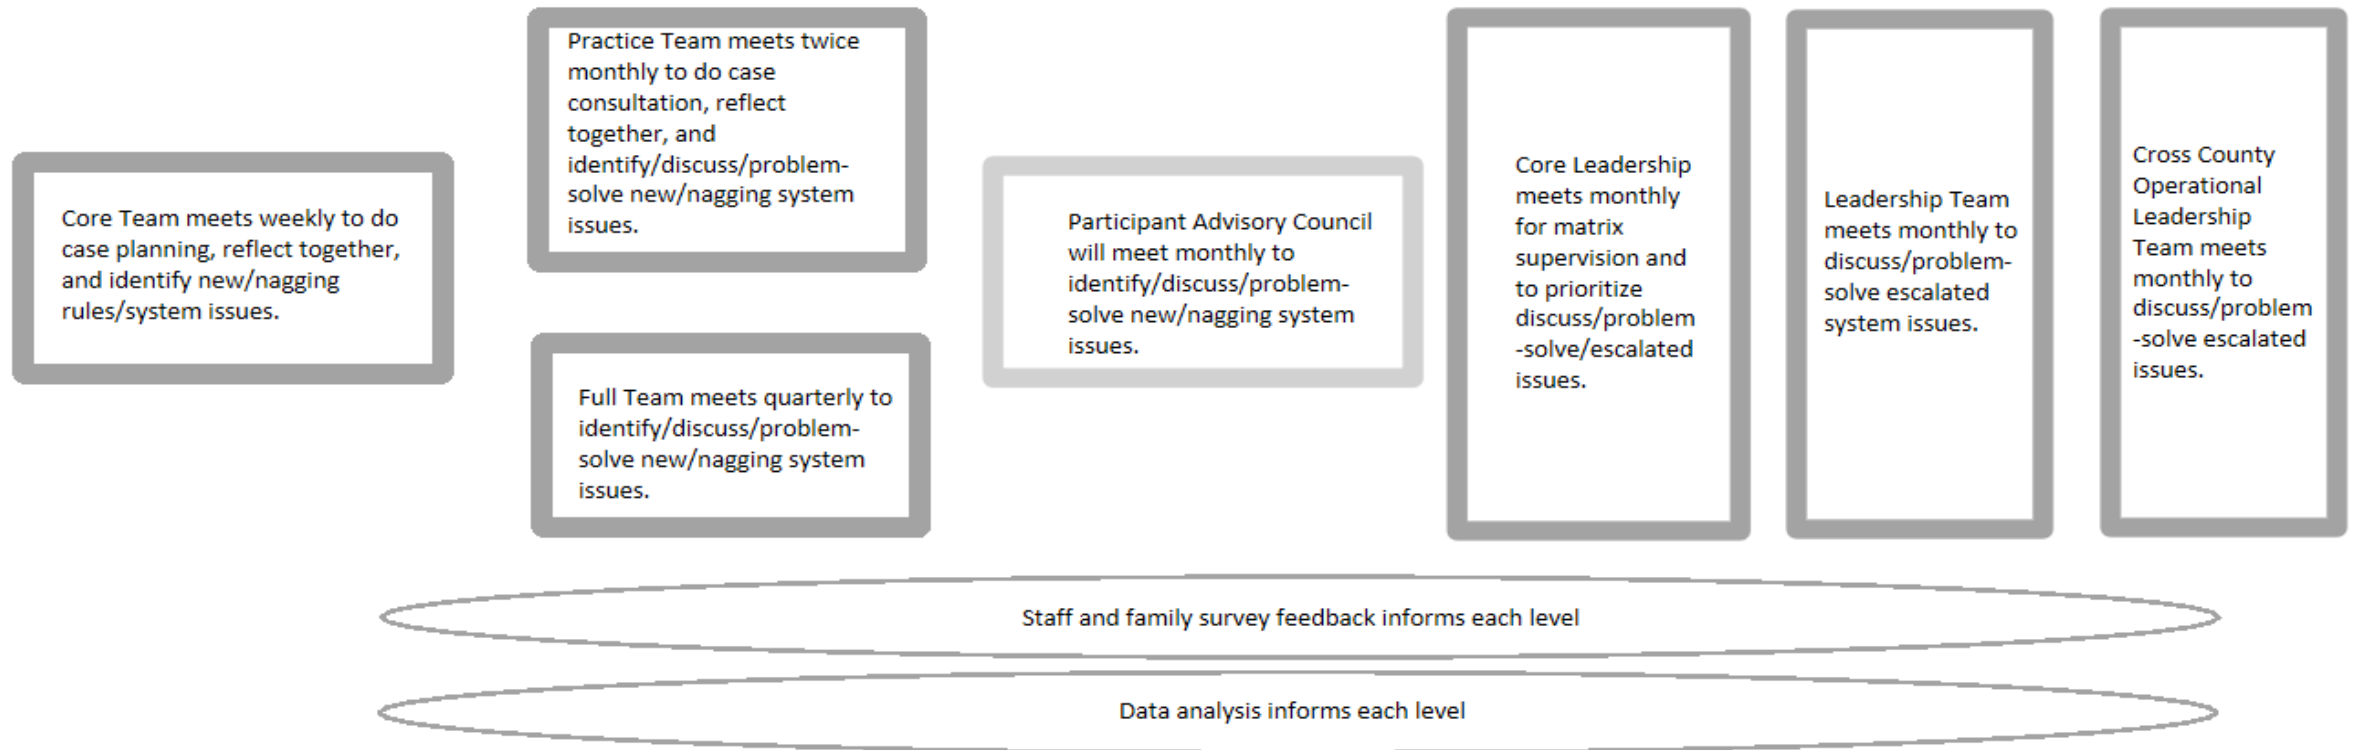 Core Team meets weekly to do
case planning, reflect together,
and identify new/nagging
rules/system issues.
Practice Team meets twice
monthly to do case
consultation, reflect
together, and
identify/discuss/problem-
solve new/nagging system
issues.
Full Team meets quarterly to
identify/discuss/problem-
solve new/nagging system
issues.
Participant Advisory Council
will meet monthly to
identify/discuss/problem-
solve new/nagging system
issues.
Core Leadership
meets monthly
for matrix
supervision and
to prioritize
discuss/problem
-solve/escalated
issues.
Leadership Team
meets monthly to
discuss/problem-
solve escalated
system issues.
Cross County
Operational
Leadership
Team meets
monthly to
discuss/problem
-solve escalated
issues.
Staff and family survey feedback informs each level
Data analysis informs each level